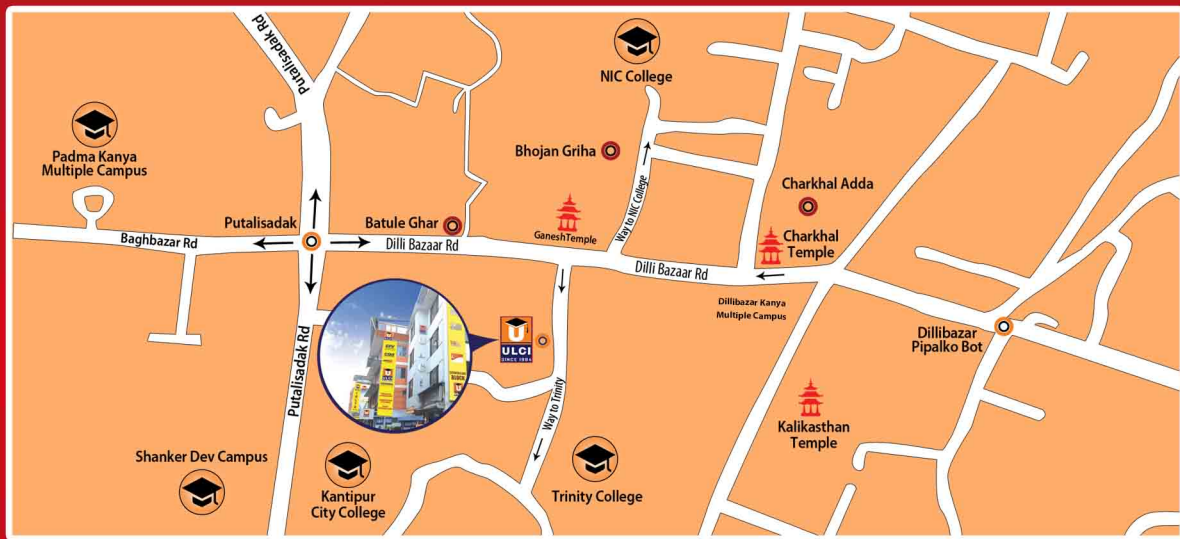 Putalisadak Rd
NIC College
Padma Kanya
Multiple Campus
Bhojan Griha
Way to NIC College
Charkhal Adda
Putalisadak
Batule Ghar
GaneshTemple
Charkhal
Temple
Baghbazar Rd
Dilli Bazaar Rd
Dilli Bazaar Rd
Dillibazar Kanya
Multiple Campus
Dillibazar
Pipalko Bot
Putalisadak Rd
U
ULCI
SINCE 1994
Way to Trinity
Kalikasthan
Temple
Shanker Dev Campus
Kantipur
City College
Trinity College